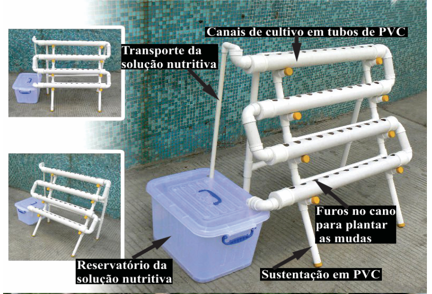 Canais de cultivo em tubos de PVC
Transporte da
solução nutritiva
Furos no cano
para plantar
as mudas
Reservatório da
solução nutritiva
Sustentação em PVC